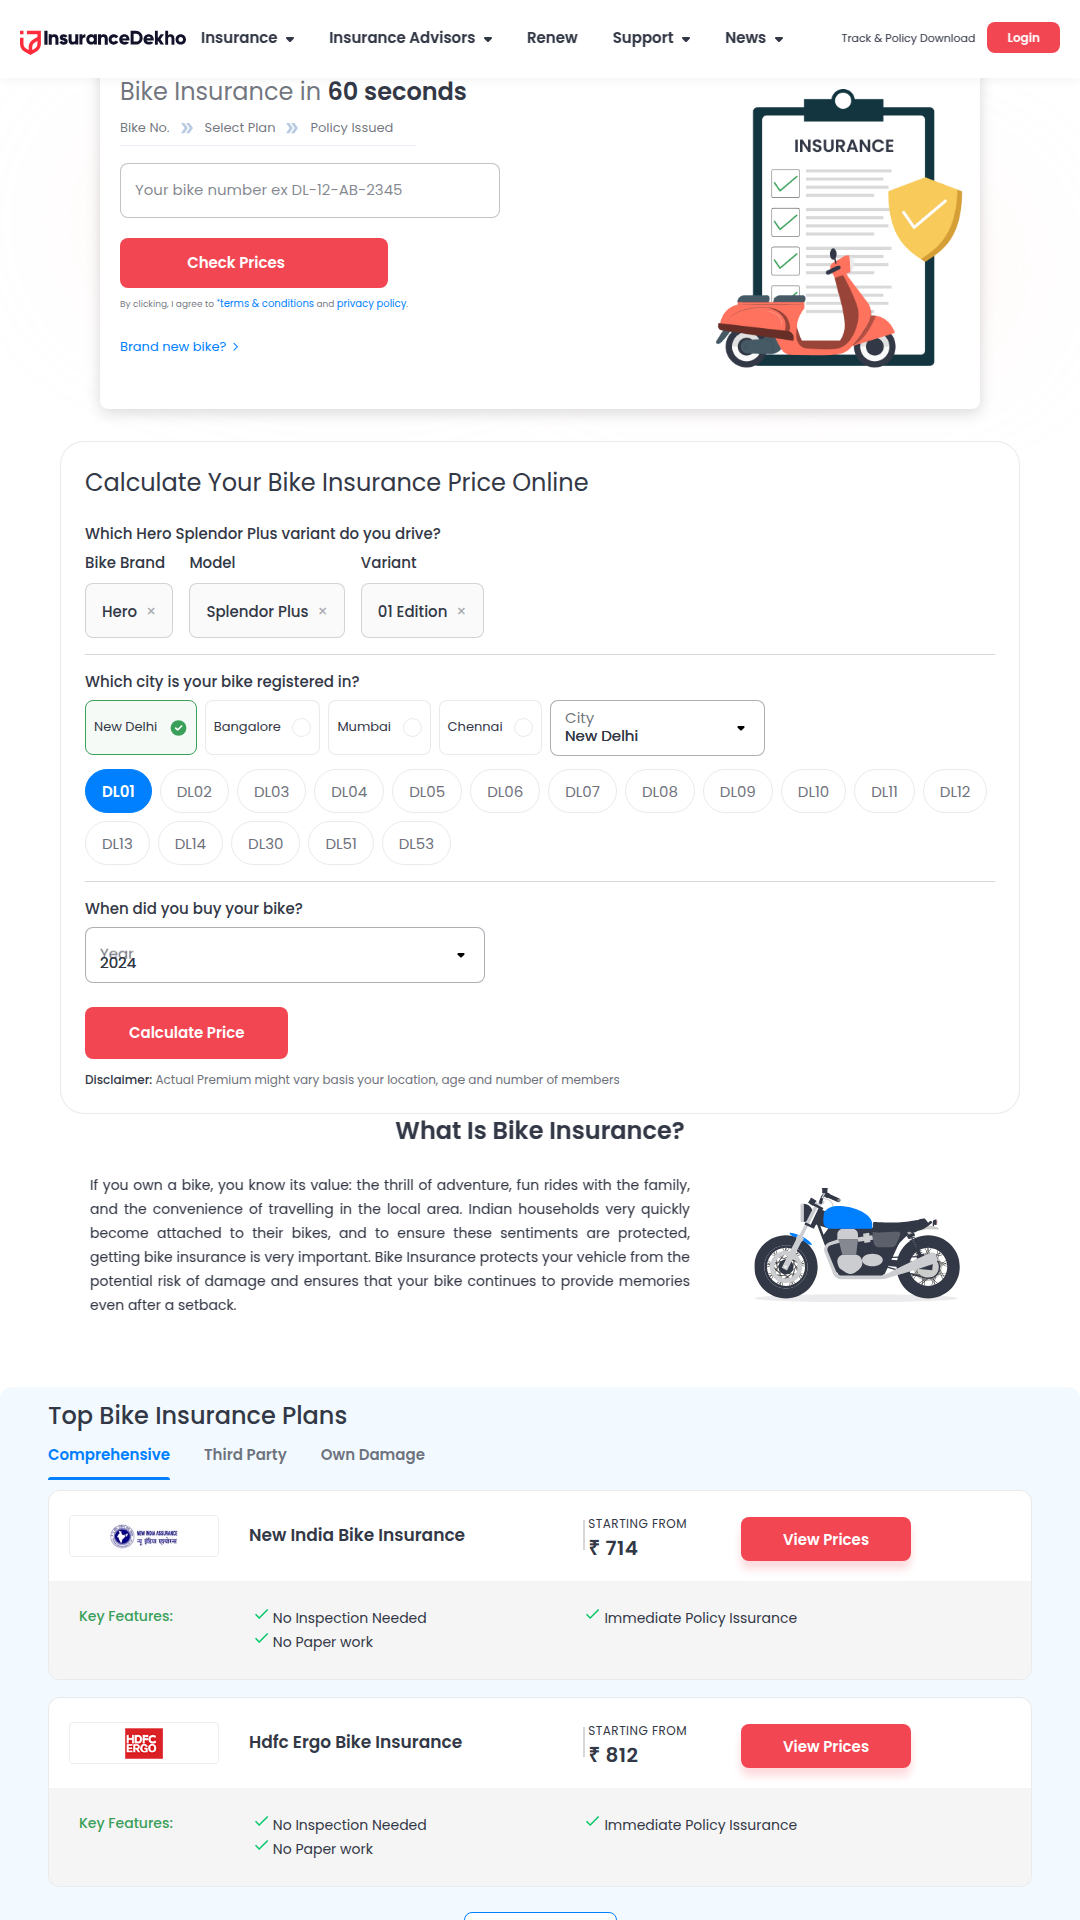 InsuranceDekho Insurance Insurance Advisors Renew Support News Track & Policy Download Login
Bike Insurance in 60 seconds
Bike No. Select Plan Policy Issued
Your bike number ex DL-12-AB-2345
Check Prices
By clicking, I agree to *terms & conditions and privacy policy.
Brand new bike?
INSURANCE
Calculate Your Bike Insurance Price Online
Which Hero Splendor Plus variant do you drive?
Bike Brand Model Variant
Hero × Splendor Plus × 01 Edition ×
Which city is your bike registered in?
New Delhi Bangalore Mumbai Chennai City
New Delhi
DL01 DL02 DL03 DL04 DL05 DL06 DL07 DL08 DL09 DL10 DL11 DL12
DL13 DL14 DL30 DL51 DL53
When did you buy your bike?
Year
2024
Calculate Price
Disclaimer: Actual Premium might vary basis your location, age and number of members
What Is Bike Insurance?
If you own a bike, you know its value: the thrill of adventure, fun rides with the family,
and the convenience of travelling in the local area. Indian households very quickly
become attached to their bikes, and to ensure these sentiments are protected,
getting bike insurance is very important. Bike Insurance protects your vehicle from the
potential risk of damage and ensures that your bike continues to provide memories
even after a setback.
Top Bike Insurance Plans
Comprehensive Third Party Own Damage
NEW INDIA ASSURANCE
न्यू इंडिया एश्योरेन्स
New India Bike Insurance
STARTING FROM
₹ 714
View Prices
Key Features:
No Inspection Needed
Immediate Policy Issurance
No Paper work
HDFC
ERGO
Hdfc Ergo Bike Insurance
STARTING FROM
₹ 812
View Prices
Key Features:
No Inspection Needed
Immediate Policy Issurance
No Paper work